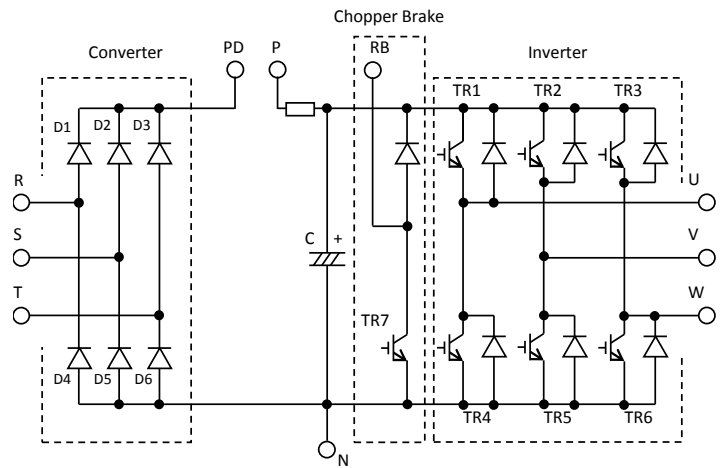 Chopper Brake
Converter
PD
P
RB
Inverter
TR1
TR2
TR3
D1
D2
D3
R
U
S
V
C
+
T
W
TR7
D4
D5
D6
TR4
TR5
TR6
N